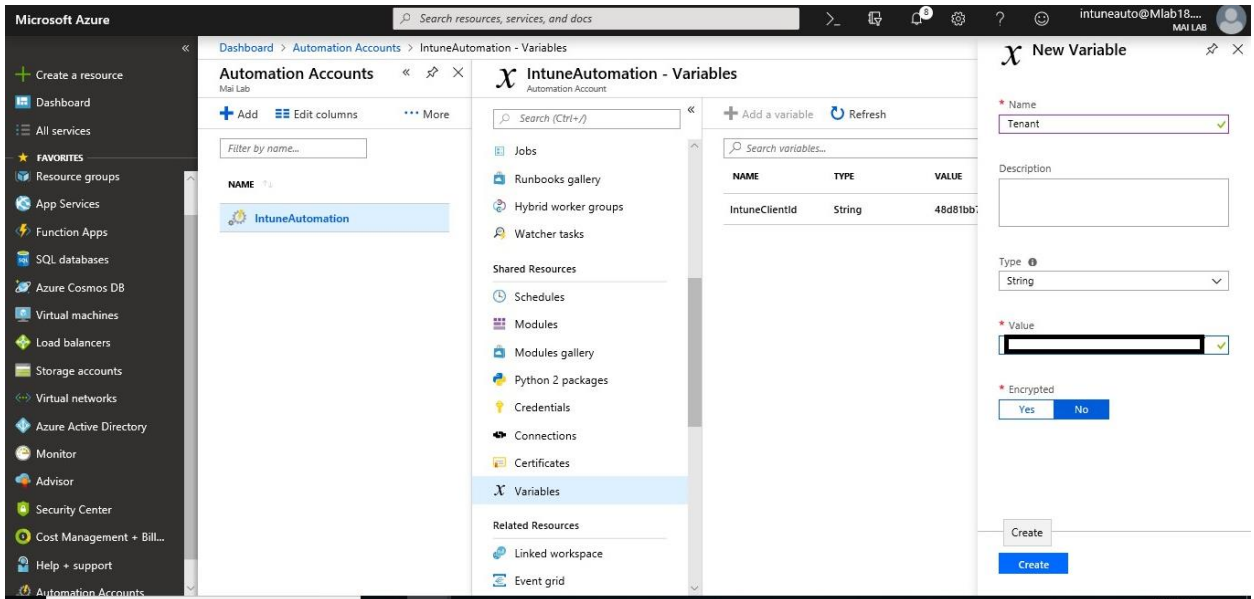 Microsoft Azure
Search resources, services, and docs
8
intuneauto@Mlab18....
MAI LAB
Create a resource
Dashboard
All services
FAVORITES
Resource groups
App Services
Function Apps
SQL databases
Azure Cosmos DB
Virtual machines
Load balancers
Storage accounts
Virtual networks
Azure Active Directory
Monitor
Advisor
Security Center
Cost Management + Bill...
Help + support
Automation Accounts
Dashboard > Automation Accounts > IntuneAutomation - Variables
Automation Accounts
Mai Lab
Add Edit columns ... More
Filter by name...
NAME
IntuneAutomation
IntuneAutomation - Variables
Automation Account
Search (Ctrl+/)
Jobs
Runbooks gallery
Hybrid worker groups
Watcher tasks
Shared Resources
Schedules
Modules
Modules gallery
Python 2 packages
Credentials
Connections
Certificates
Variables
Related Resources
Linked workspace
Event grid
Add a variable Refresh
Search variables...
NAME TYPE VALUE
IntuneClientId String 48d81bb7
New Variable
* Name
Tenant
Description
Type
String
* Value
* Encrypted
Yes No
Create
Create